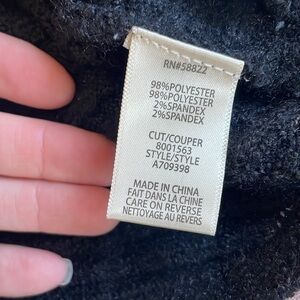 RN#58822
98%POLYESTER
98%POLYESTER
2%SPANDEX
2%SPANDEX
CUT/COUPER
8001563
STYLE/STYLE
A709398
MADE IN CHINA
FAIT DANS LA CHINE
CARE ON REVERSE
NETTOYAGE AU REVERS